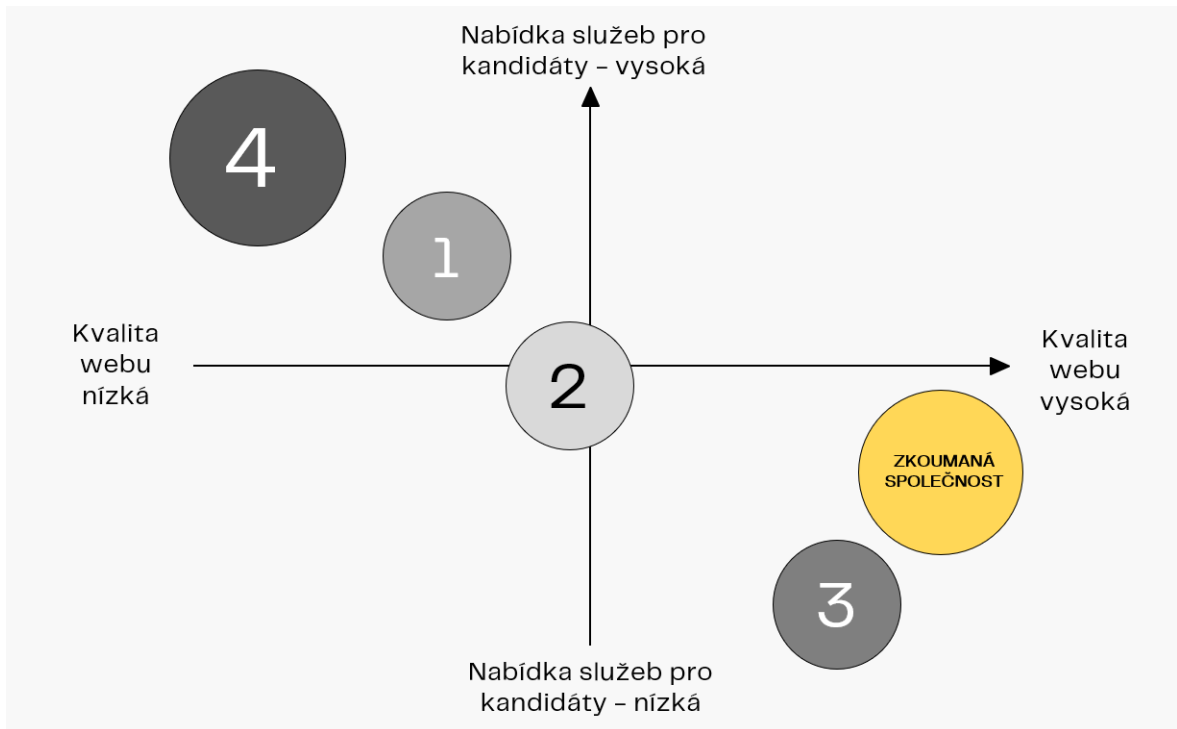 Nabídka služeb pro
kandidáty – vysoká
4
1
Kvalita
webu
nízká
2
Kvalita
webu
vysoká
ZKOUMANÁ
SPOLEČNOST
3
Nabídka služeb pro
kandidáty – nízká